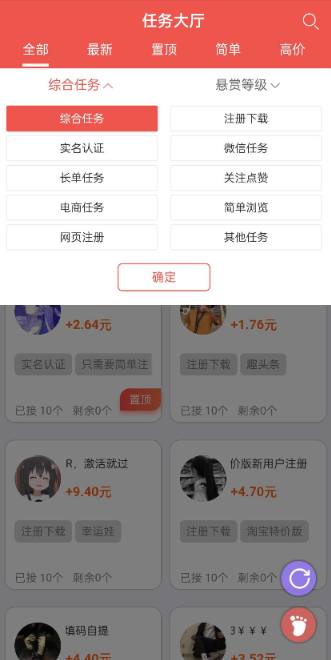 任务大厅
全部 最新 置顶 简单 高价
综合任务 悬赏等级
综合任务 注册下载
实名认证 微信任务
长单任务 关注点赞
电商任务 简单浏览
网页注册 其他任务
确定
+2.64元 +1.76元
实名认证 只需要简单注 注册下载 趣头条
置顶
已接 10个 剩余0个 已接 10个 剩余0个
R，激活就过 价版新用户注册
+9.40元 +4.70元
注册下载 幸运娃 注册下载 淘宝特价版
已接 10个 剩余0个 已接 10个 剩余0个
填码自提 3￥￥￥
+4.40元 +3.52元